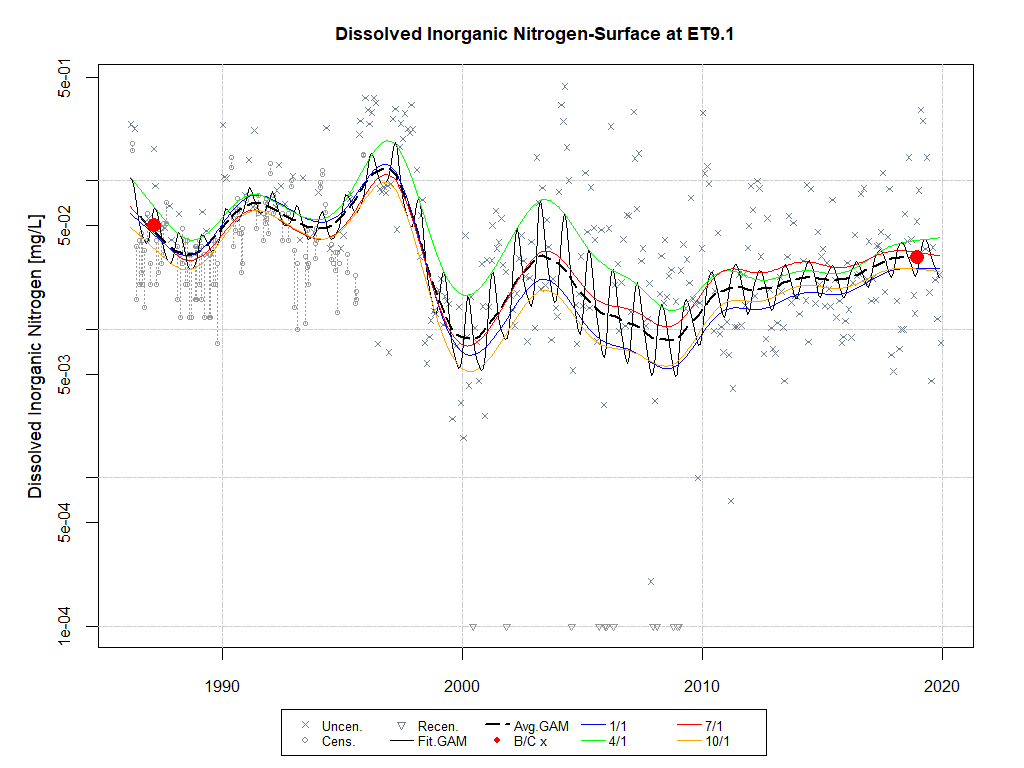 Dissolved Inorganic Nitrogen-Surface at ET9.1
Dissolved Inorganic Nitrogen [mg/L]
5e-01
5e-02
5e-03
5e-04
1e-04
1990
2000
2010
2020
Uncen.
Recen.
Avg.GAM
1/1
7/1
Cens.
Fit.GAM
B/C x
4/1
10/1